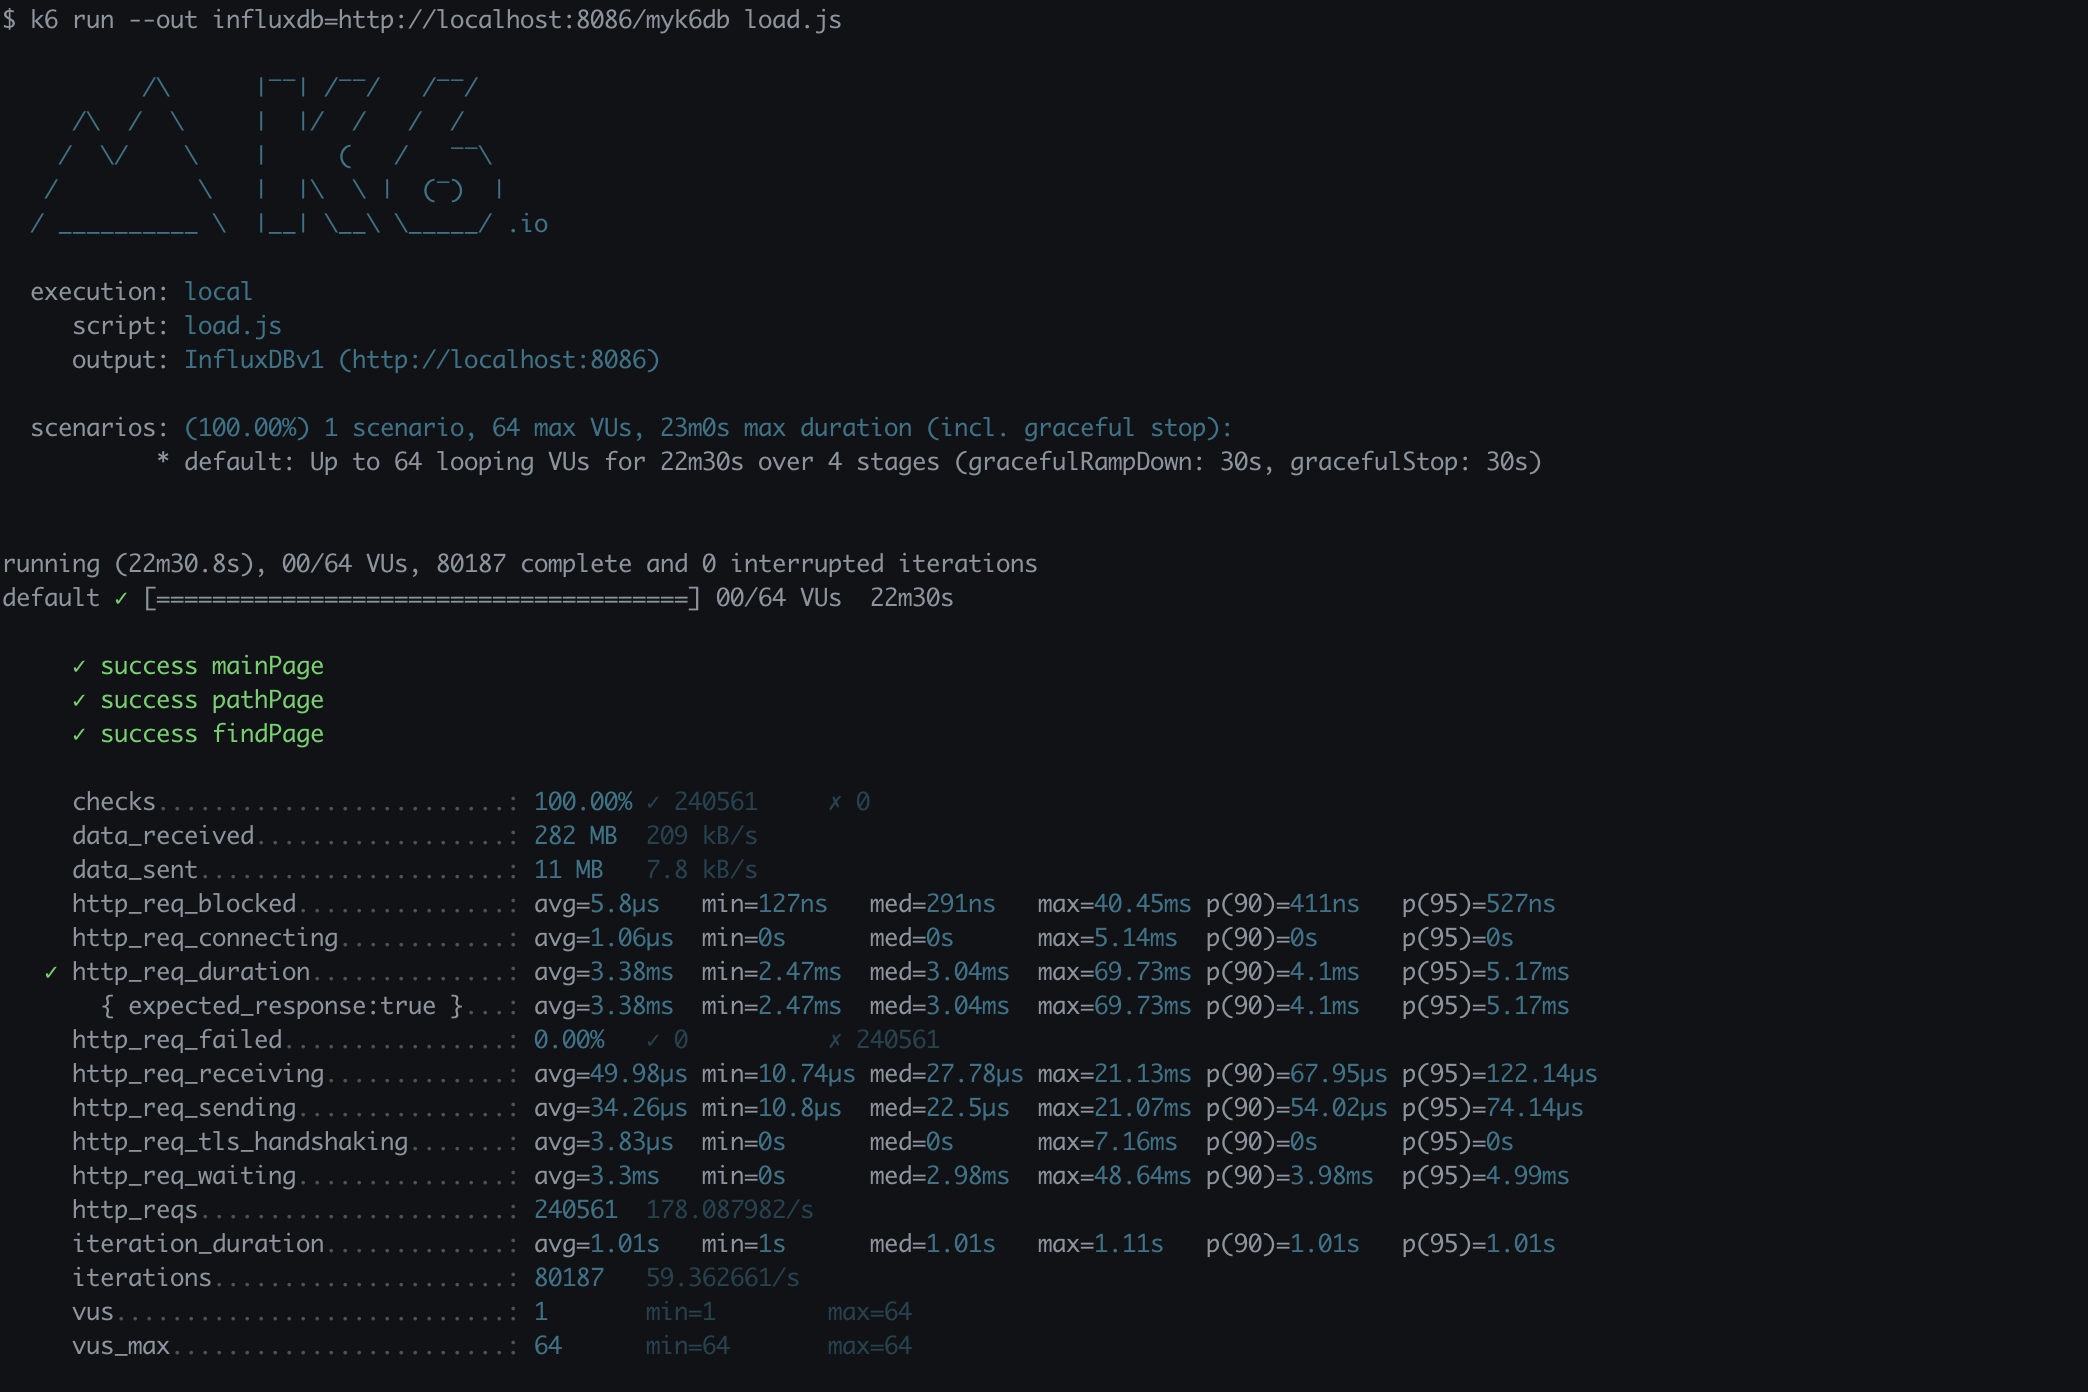 $ k6 run --out influxdb=http://localhost:8086/myk6db load.js

          /\      |‾‾| /‾‾/   /‾‾/
     /\  /  \     |  |/  /   /  /
    /  \/    \    |     (   /   ‾‾\
   /          \   |  |\  \ |  (‾)  |
  / __________ \  |__| \__\ \_____/ .io

  execution: local
     script: load.js
     output: InfluxDBv1 (http://localhost:8086)

  scenarios: (100.00%) 1 scenario, 64 max VUs, 23m0s max duration (incl. graceful stop):
           * default: Up to 64 looping VUs for 22m30s over 4 stages (gracefulRampDown: 30s, gracefulStop: 30s)

running (22m30.8s), 00/64 VUs, 80187 complete and 0 interrupted iterations
default ✓ [======================================] 00/64 VUs  22m30s

     ✓ success mainPage
     ✓ success pathPage
     ✓ success findPage

     checks.........................: 100.00% ✓ 240561     ✗ 0
     data_received..................: 282 MB  209 kB/s
     data_sent......................: 11 MB   7.8 kB/s
     http_req_blocked...............: avg=5.8µs   min=127ns   med=291ns   max=40.45ms p(90)=411ns   p(95)=527ns
     http_req_connecting............: avg=1.06µs  min=0s      med=0s      max=5.14ms  p(90)=0s      p(95)=0s
   ✓ http_req_duration..............: avg=3.38ms  min=2.47ms  med=3.04ms  max=69.73ms p(90)=4.1ms   p(95)=5.17ms
       { expected_response:true }...: avg=3.38ms  min=2.47ms  med=3.04ms  max=69.73ms p(90)=4.1ms   p(95)=5.17ms
     http_req_failed................: 0.00%   ✓ 0          ✗ 240561
     http_req_receiving.............: avg=49.98µs min=10.74µs med=27.78µs max=21.13ms p(90)=67.95µs p(95)=122.14µs
     http_req_sending...............: avg=34.26µs min=10.8µs  med=22.5µs  max=21.07ms p(90)=54.02µs p(95)=74.14µs
     http_req_tls_handshaking.......: avg=3.83µs  min=0s      med=0s      max=7.16ms  p(90)=0s      p(95)=0s
     http_req_waiting...............: avg=3.3ms   min=0s      med=2.98ms  max=48.64ms p(90)=3.98ms  p(95)=4.99ms
     http_reqs......................: 240561  178.087982/s
     iteration_duration.............: avg=1.01s   min=1s      med=1.01s   max=1.11s   p(90)=1.01s   p(95)=1.01s
     iterations.....................: 80187   59.362661/s
     vus............................: 1       min=1        max=64
     vus_max........................: 64      min=64       max=64